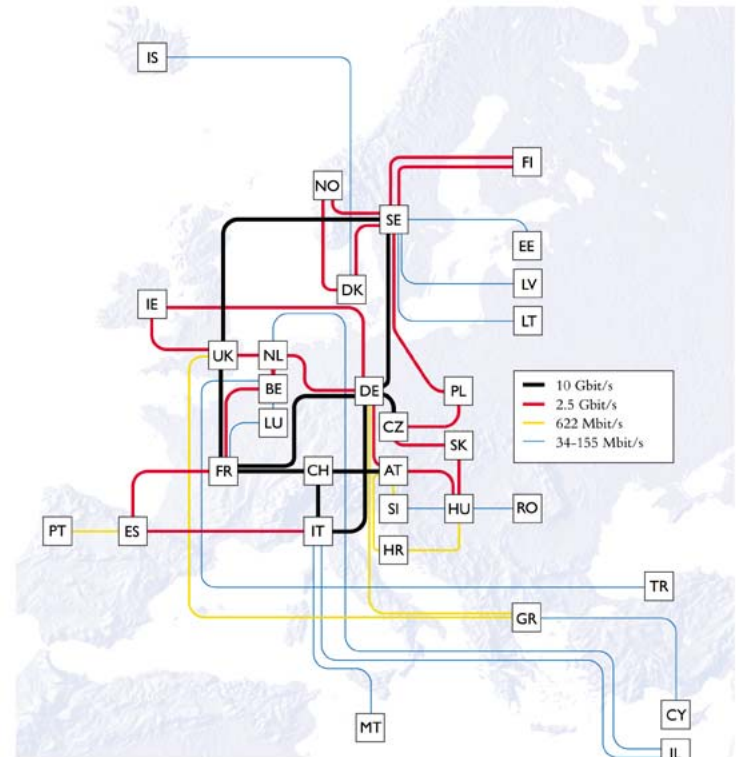 IS
FI
NO
SE
EE
LV
DK
IE
LT
UK
NL
DE
PL
BE
10 Gbit/s
2.5 Gbit/s
622 Mbit/s
34-155 Mbit/s
LU
CZ
SK
FR
CH
AT
SI
HU
RO
PT
ES
IT
HR
TR
GR
CY
MT
IL